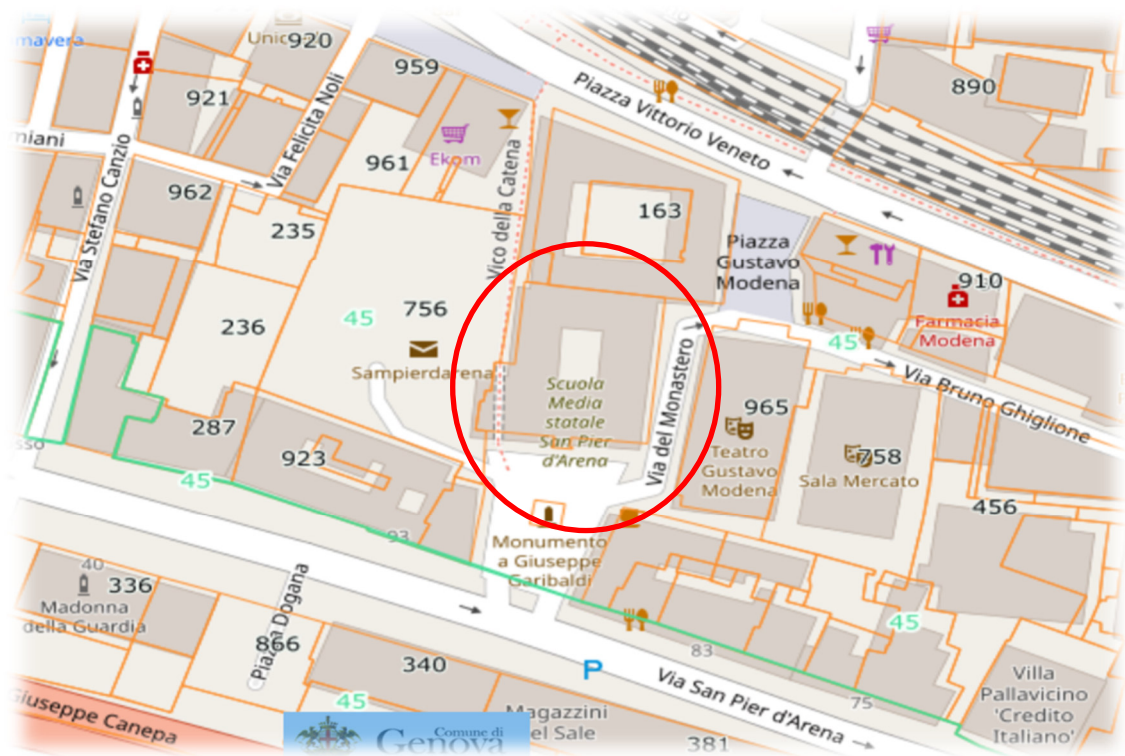 mavera
Unic
920
959
921
890
Piazza Vittorio Veneto
miani
Via Felicita Noli
Ekom
961
962
Via Stefano Canzio
Vico della Catena
163
235
Piazza
Gustavo
Modena
910
756
45
236
Farmacia
Modena
45
Sampierdarena
Via Bruno Ghiglione
Scuola
Media
statale
San Pier
d'Arena
Via del Monastero
965
287
Teatro
Gustavo
Modena
758
Sala Mercato
923
sso
45
456
93
Monumento
a Giuseppe
Garibaldi
40
336
Madonna
della Guardia
Piazza Dogana
866
45
83
340
P
Via San Pier d'Arena
75
Villa
Pallavicino
'Credito
Italiano'
45
Giuseppe Canepa
Magazzini
el Sale
381
Comune di
Genova